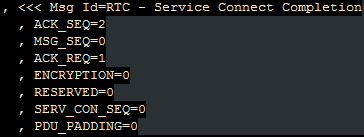 , <<< Msg Id=RTC - Service Connect Completion
, ACK_SEQ=2
, MSG_SEQ=0
, ACK_REQ=1
, ENCRYPTION=0
, RESERVED=0
, SERV_CON_SEQ=0
, PDU_PADDING=0